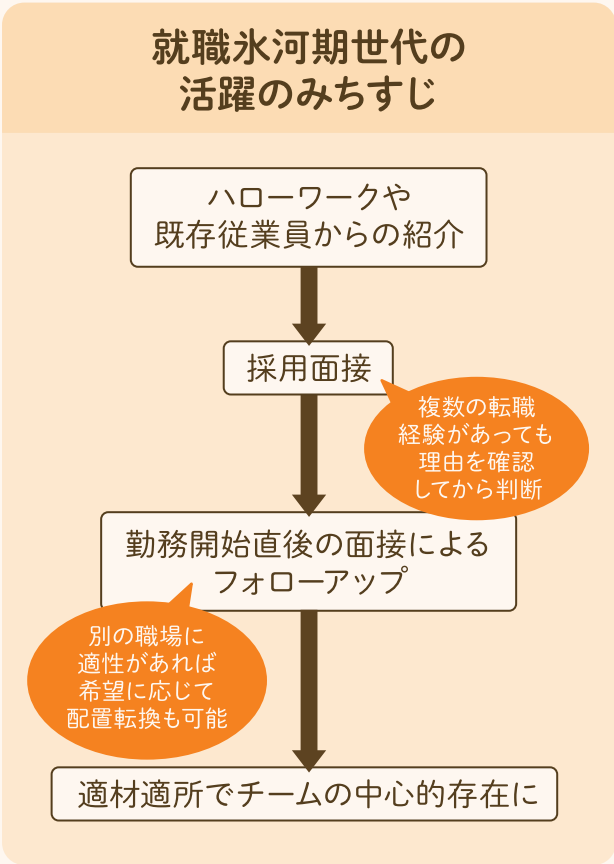 就職氷河期世代の
活躍のみちすじ
ハローワークや
既存従業員からの紹介
採用面接
複数の転職
経験があっても
理由を確認
してから判断
勤務開始直後の面接による
フォローアップ
別の職場に
適性があれば
希望に応じて
配置転換も可能
適材適所でチームの中心的存在に